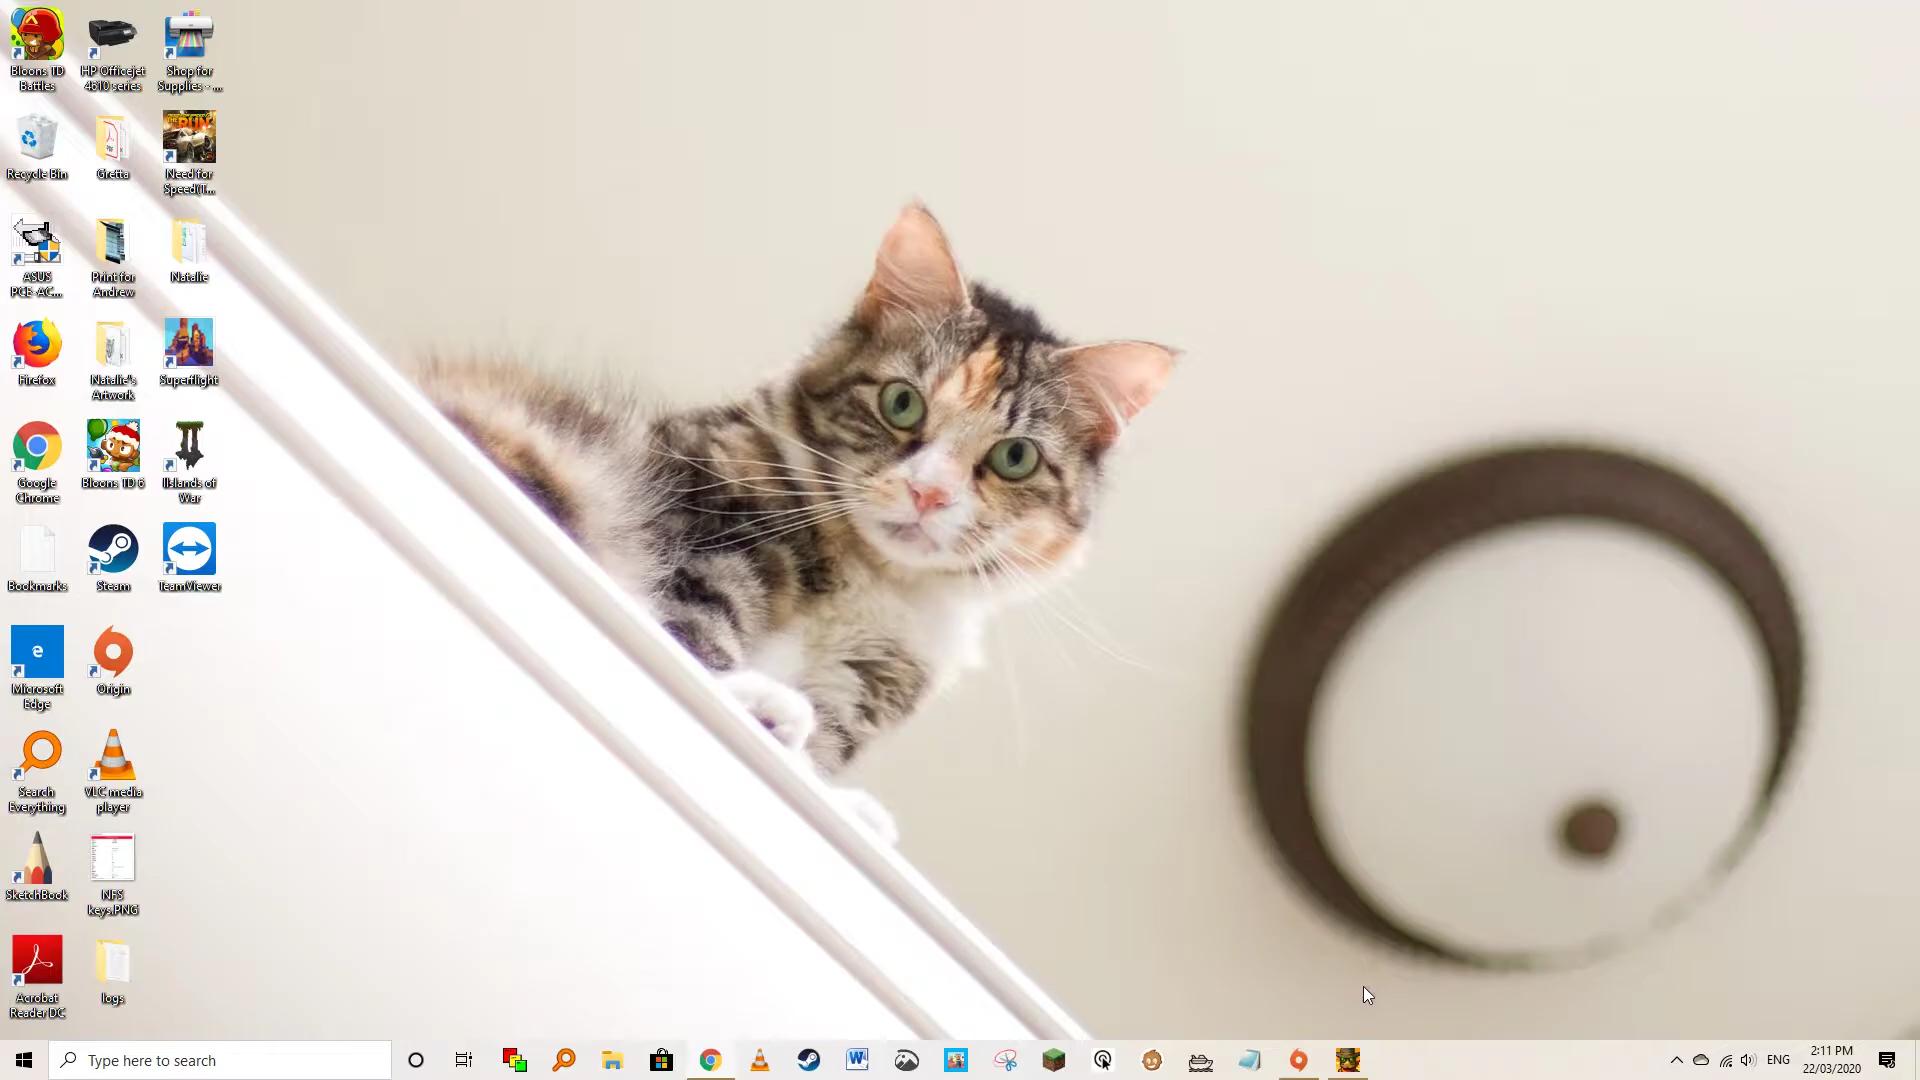 Bloons TD
Battles
HP Officejet
4610 series
Shop for
Supplies - ...
Recycle Bin
Gretta
Need for
Speed(T...
ASUS
PCE-AC...
Print for
Andrew
Natalie
Firefox
Natalie's
Artwork
Superflight
Google
Chrome
Bloons TD 6
IIslands of
War
Bookmarks
Steam
TeamViewer
Microsoft
Edge
Origin
Search
Everything
VLC media
player
SketchBook
NFS
keys.PNG
Acrobat
Reader DC
logs
Type here to search
ENG
2:11 PM
22/03/2020